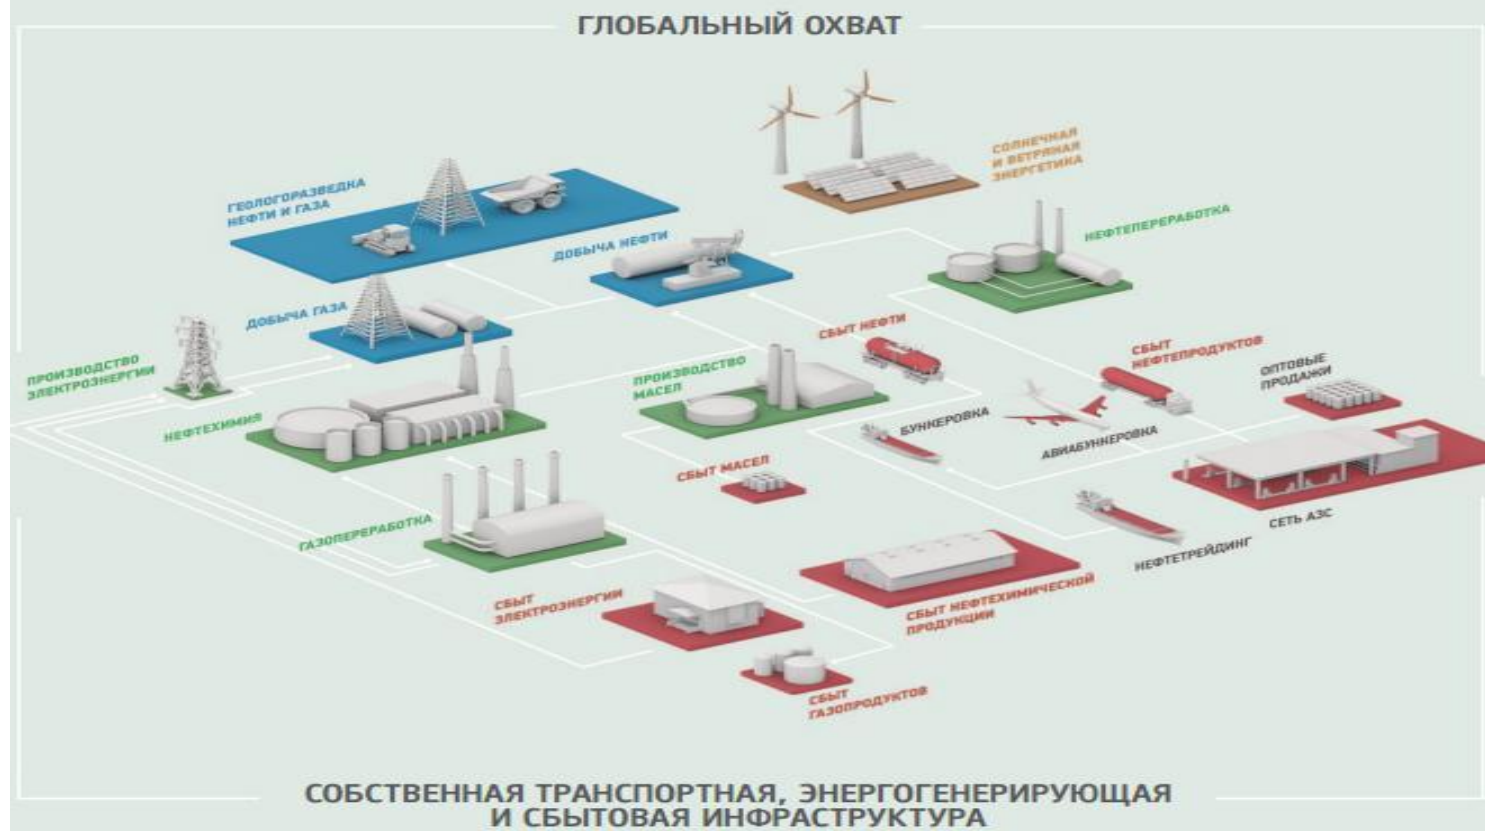 ГЛОБАЛЬНЫЙ ОХВАТ
СОЛНЕЧНАЯ
И ВЕТРЯНАЯ
ЭНЕРГЕТИКА
ГЕОЛОГОРАЗВЕДКА
НЕФТИ И ГАЗА
ДОБЫЧА НЕФТИ
НЕФТЕПЕРЕРАБОТКА
ДОБЫЧА ГАЗА
СБЫТ НЕФТИ
СБЫТ
НЕФТЕПРОДУКТОВ
ОПТОВЫЕ
ПРОДАЖИ
ПРОИЗВОДСТВО
ЭЛЕКТРОЭНЕРГИИ
ПРОИЗВОДСТВО
МАСЕЛ
НЕФТЕХИМИЯ
БУНКЕРОВКА
АВИАБУНКЕРОВКА
СБЫТ МАСЕЛ
СЕТЬ АЗС
ГАЗОПЕРЕРАБОТКА
НЕФТЕТРЕЙДИНГ
СБЫТ
ЭЛЕКТРОЭНЕРГИИ
СБЫТ НЕФТЕХИМИЧЕСКОЙ
ПРОДУКЦИИ
СБЫТ
ГАЗОПРОДУКТОВ
СОБСТВЕННАЯ ТРАНСПОРТНАЯ, ЭНЕРГОГЕНЕРИРУЮЩАЯ
И СБЫТОВАЯ ИНФРАСТРУКТУРА